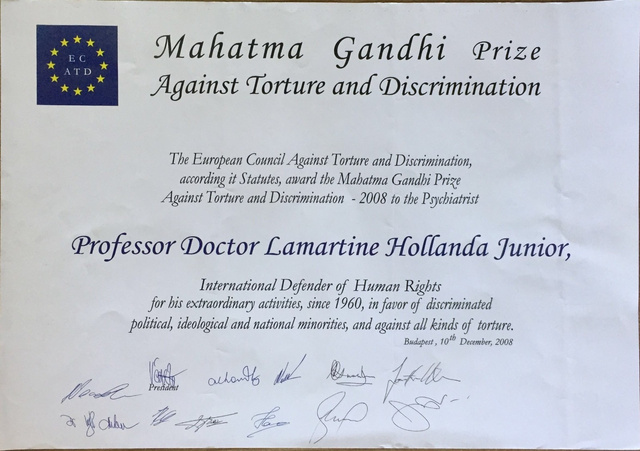 E C
A T D
Mahatma Gandhi Prize
Against Torture and Discrimination
The European Council Against Torture and Discrimination,
according it Statutes, award the Mahatma Gandhi Prize
Against Torture and Discrimination - 2008 to the Psychiatrist
Professor Doctor Lamartine Hollanda Junior,
International Defender of Human Rights
for his extraordinary activities, since 1960, in favor of discriminated
political, ideological and national minorities, and against all kinds of torture.
Budapest, 10th December, 2008
President